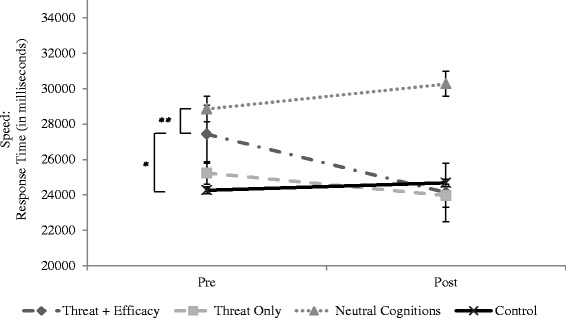 34000
32000
30000
28000
26000
24000
22000
20000
Speed:
Response Time (in milliseconds)
**
*
Pre Post
Threat + Efficacy Threat Only Neutral Cognitions Control